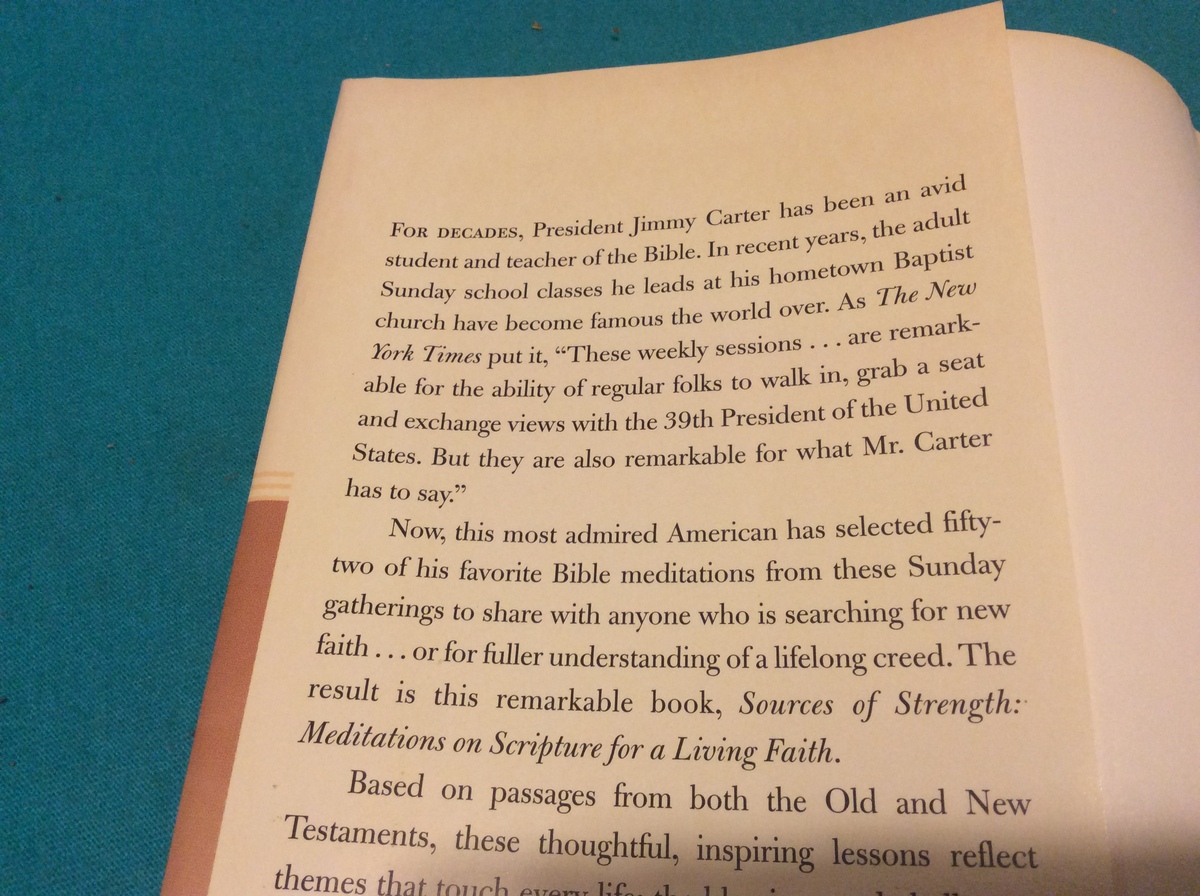 FOR DECADES, President Jimmy Carter has been an avid
student and teacher of the Bible. In recent years, the adult
Sunday school classes he leads at his hometown Baptist
church have become famous the world over. As The New
York Times put it, “These weekly sessions . . . are remark-
able for the ability of regular folks to walk in, grab a seat
and exchange views with the 39th President of the United
States. But they are also remarkable for what Mr. Carter
has to say.”
Now, this most admired American has selected fifty-
two of his favorite Bible meditations from these Sunday
gatherings to share with anyone who is searching for new
faith . . . or for fuller understanding of a lifelong creed. The
result is this remarkable book, Sources of Strength:
Meditations on Scripture for a Living Faith.
Based on passages from both the Old and New
Testaments, these thoughtful, inspiring lessons reflect
themes that touch every life: